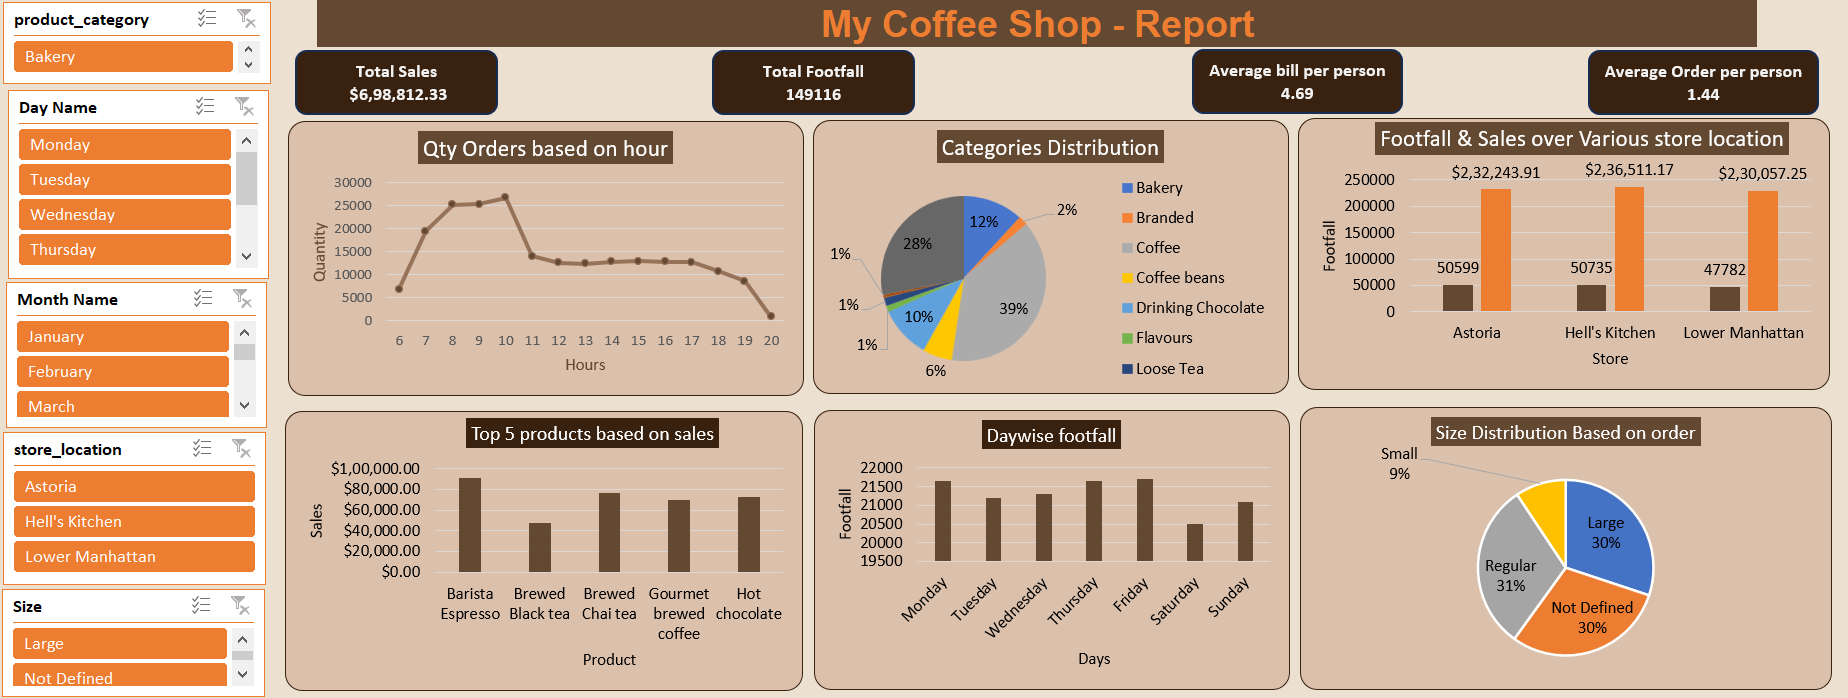 My Coffee Shop - Report
product_category
Bakery
Day Name
Monday
Tuesday
Wednesday
Thursday
Month Name
January
February
March
store_location
Astoria
Hell's Kitchen
Lower Manhattan
Size
Large
Not Defined
Total Sales
$6,98,812.33
Total Footfall
149116
Average bill per person
4.69
Average Order per person
1.44
Qty Orders based on hour
Quantity
30000
25000
20000
15000
10000
5000
0
6 7 8 9 10 11 12 13 14 15 16 17 18 19 20
Hours
Categories Distribution
12%
2%
39%
6%
10%
1%
1%
1%
28%
Bakery
Branded
Coffee
Coffee beans
Drinking Chocolate
Flavours
Loose Tea
Footfall & Sales over Various store location
Footfall
250000
200000
150000
100000
50000
0
$2,32,243.91 $2,36,511.17 $2,30,057.25
50599 50735 47782
Astoria Hell's Kitchen Lower Manhattan
Store
Top 5 products based on sales
Sales
$1,00,000.00
$80,000.00
$60,000.00
$40,000.00
$20,000.00
$0.00
Barista Brewed Brewed Gourmet Hot
Espresso Black tea Chai tea brewed chocolate
coffee
Product
Daywise footfall
Footfall
22000
21500
21000
20500
20000
19500
Monday Tuesday Wednesday Thursday Friday Saturday Sunday
Days
Size Distribution Based on order
Small
9%
Large
30%
Regular
31%
Not Defined
30%